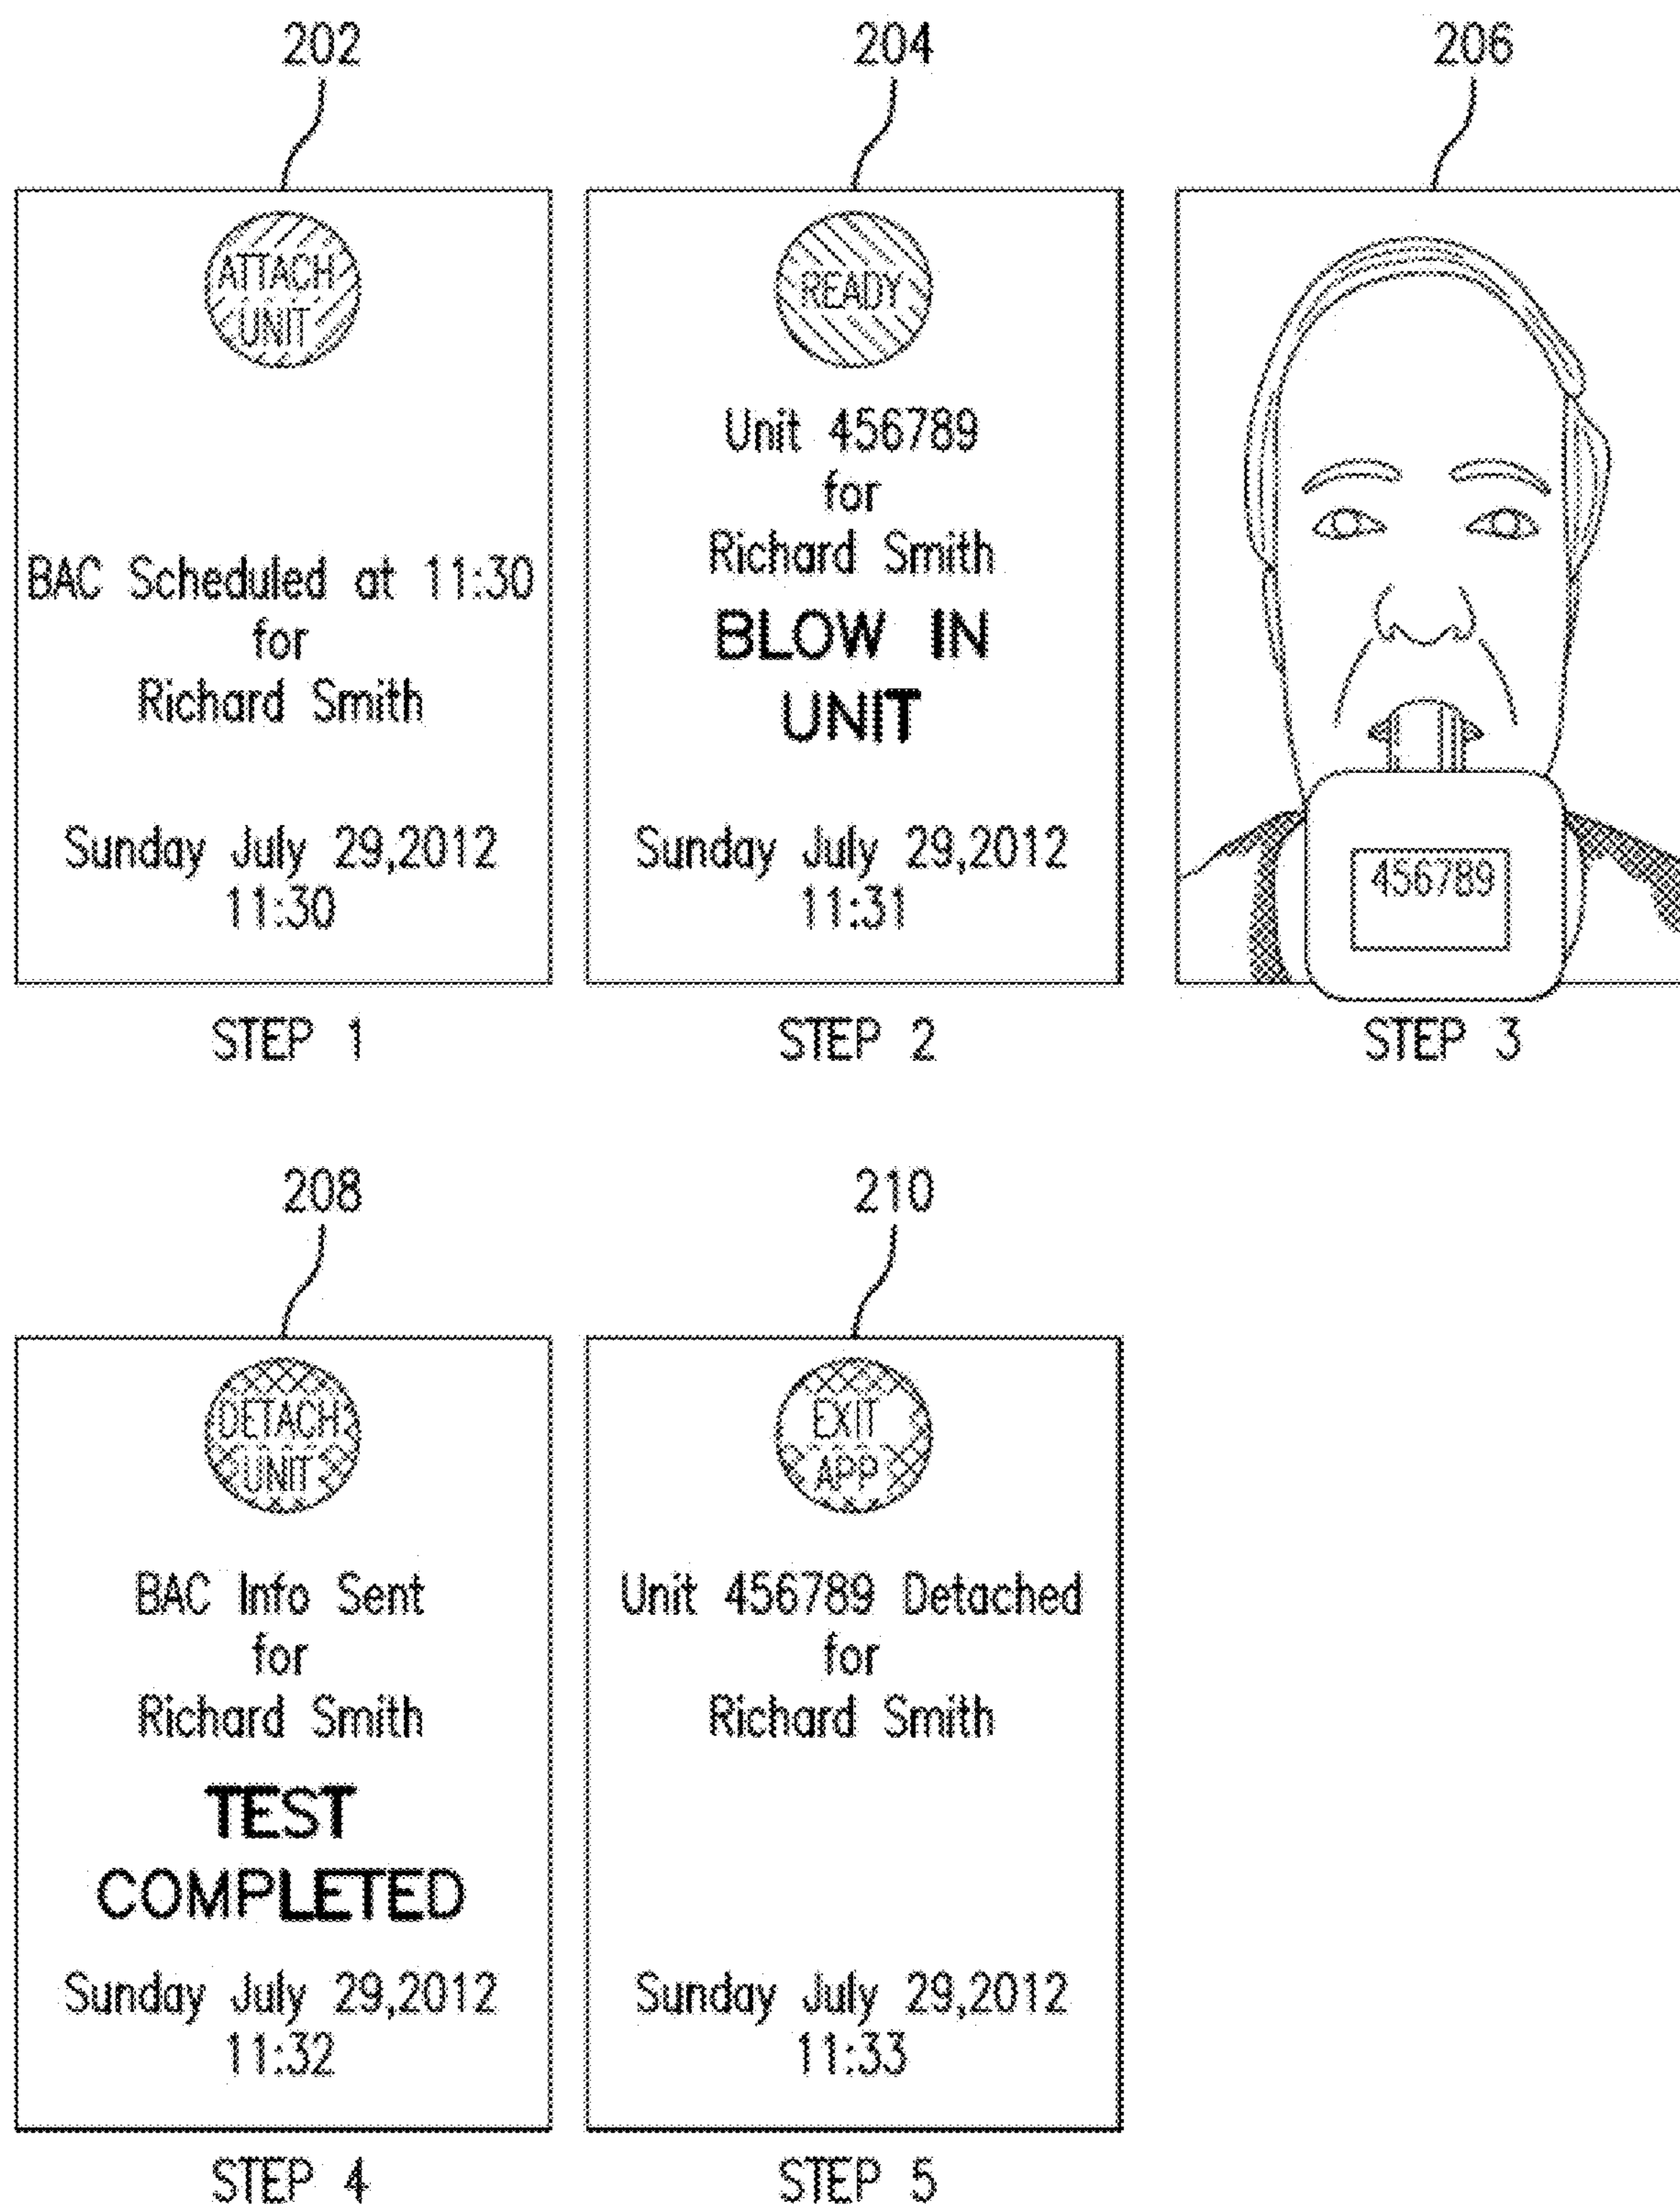 202
ATTACH
UNIT
BAC Scheduled at 11:30
for
Richard Smith
Sunday July 29,2012
11:30
STEP 1
204
READY
Unit 456789
for
Richard Smith
BLOW IN
UNIT
Sunday July 29,2012
11:31
STEP 2
206
456789
STEP 3
208
DETACH
UNIT
BAC Info Sent
for
Richard Smith
TEST
COMPLETED
Sunday July 29,2012
11:32
STEP 4
210
EXIT
APP
Unit 456789 Detached
for
Richard Smith
Sunday July 29,2012
11:33
STEP 5